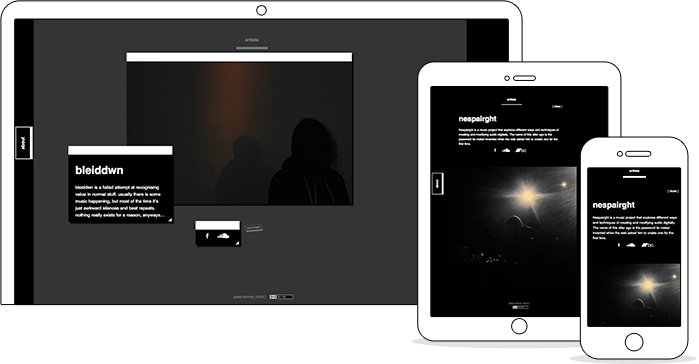 artists
about
bleiddwn
bleiddwn is a failed attempt at recognising
value in normal stuff. usually there is some
music happening, but most of the time it's
just awkward silences and beat repeats.
nothing really exists for a reason, anyways...
artists
[ close ]
nespairght
Nespairght is a music project that explores different ways and techniques of
creating and modifying audio digitally. The name of this alter ego is the password
its maker invented when the web asked him to create one for the first time.
about
artists
[ close ]
nespairght
Nespairght is a music project that explores different
ways and techniques of creating and modifying audio
digitally. The name of this alter ego is the password its maker
invented when the web asked him to create one for the
first time.